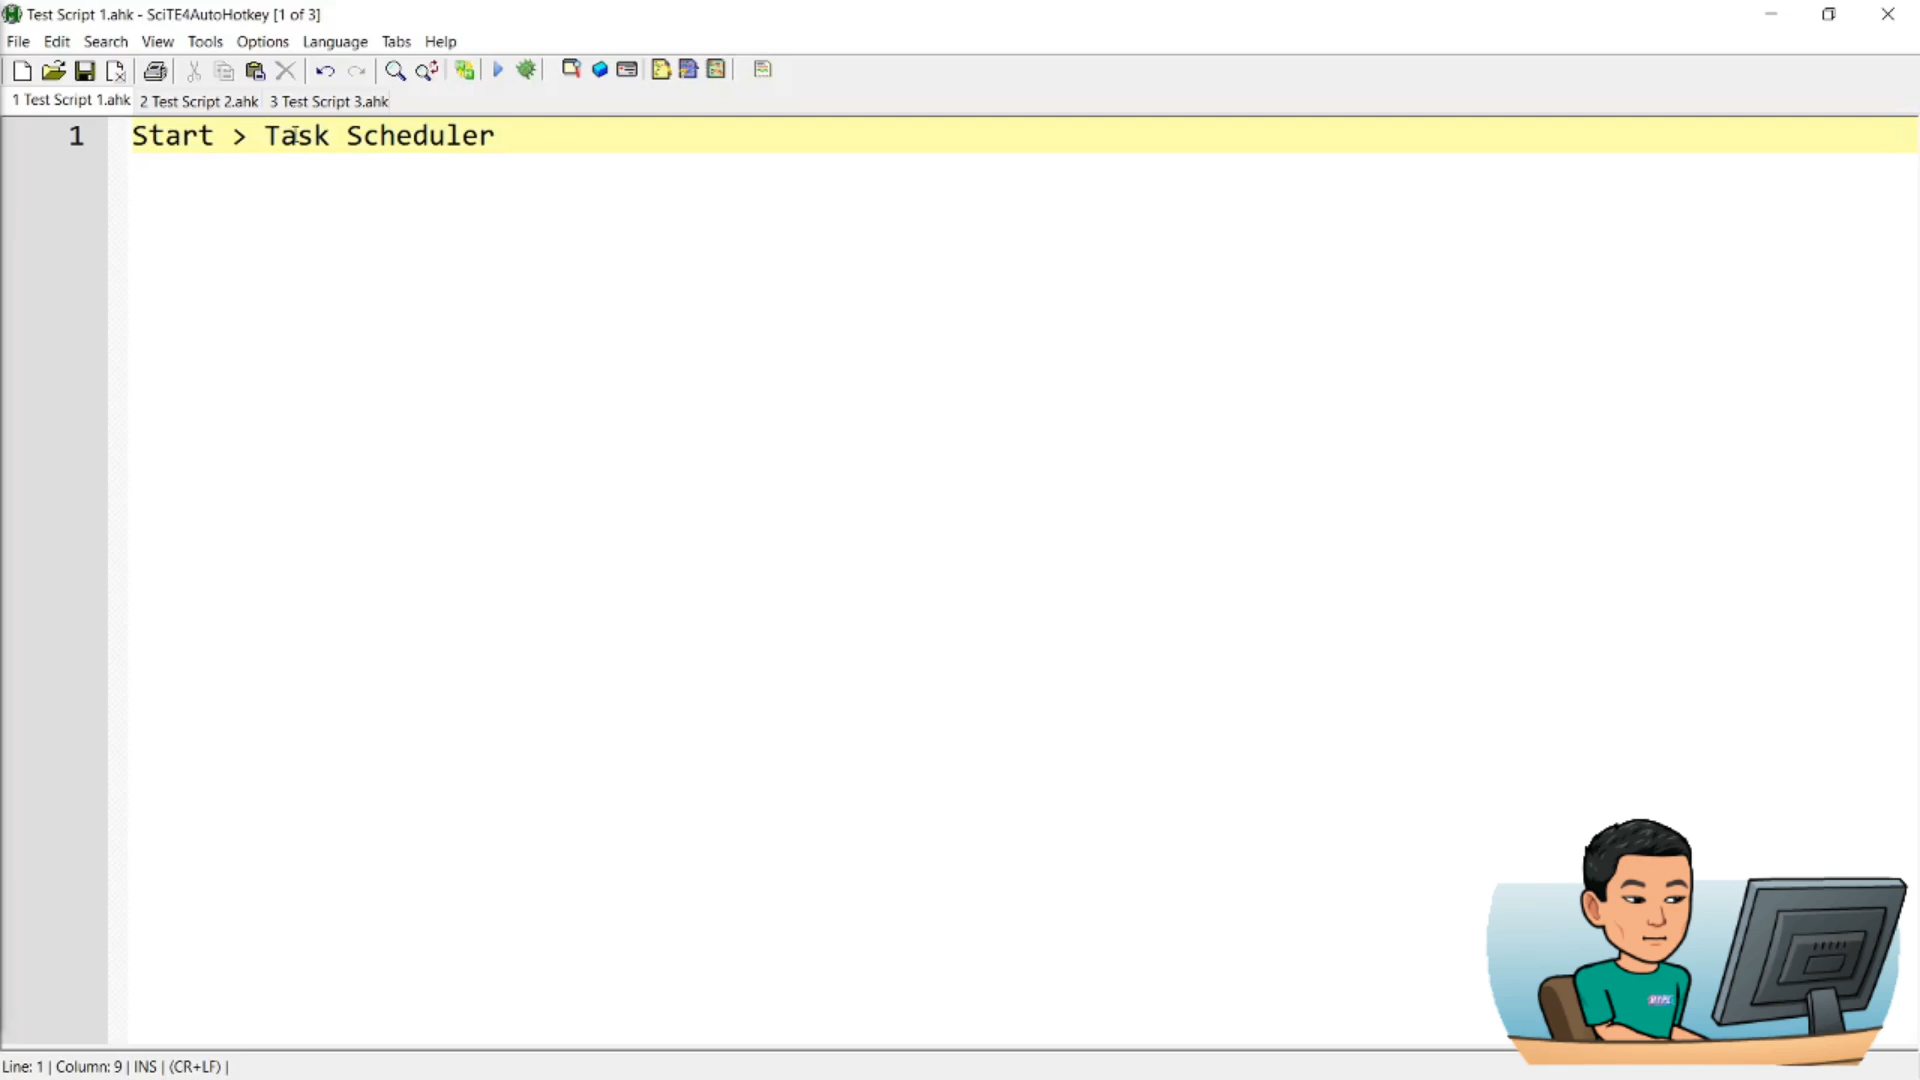 Test Script 1.ahk - SciTE4AutoHotkey [1 of 3]
File Edit Search View Tools Options Language Tabs Help
1 Test Script 1.ahk 2 Test Script 2.ahk 3 Test Script 3.ahk
1 Start > Task Scheduler
Line: 1 | Column: 9 | INS | (CR+LF) |